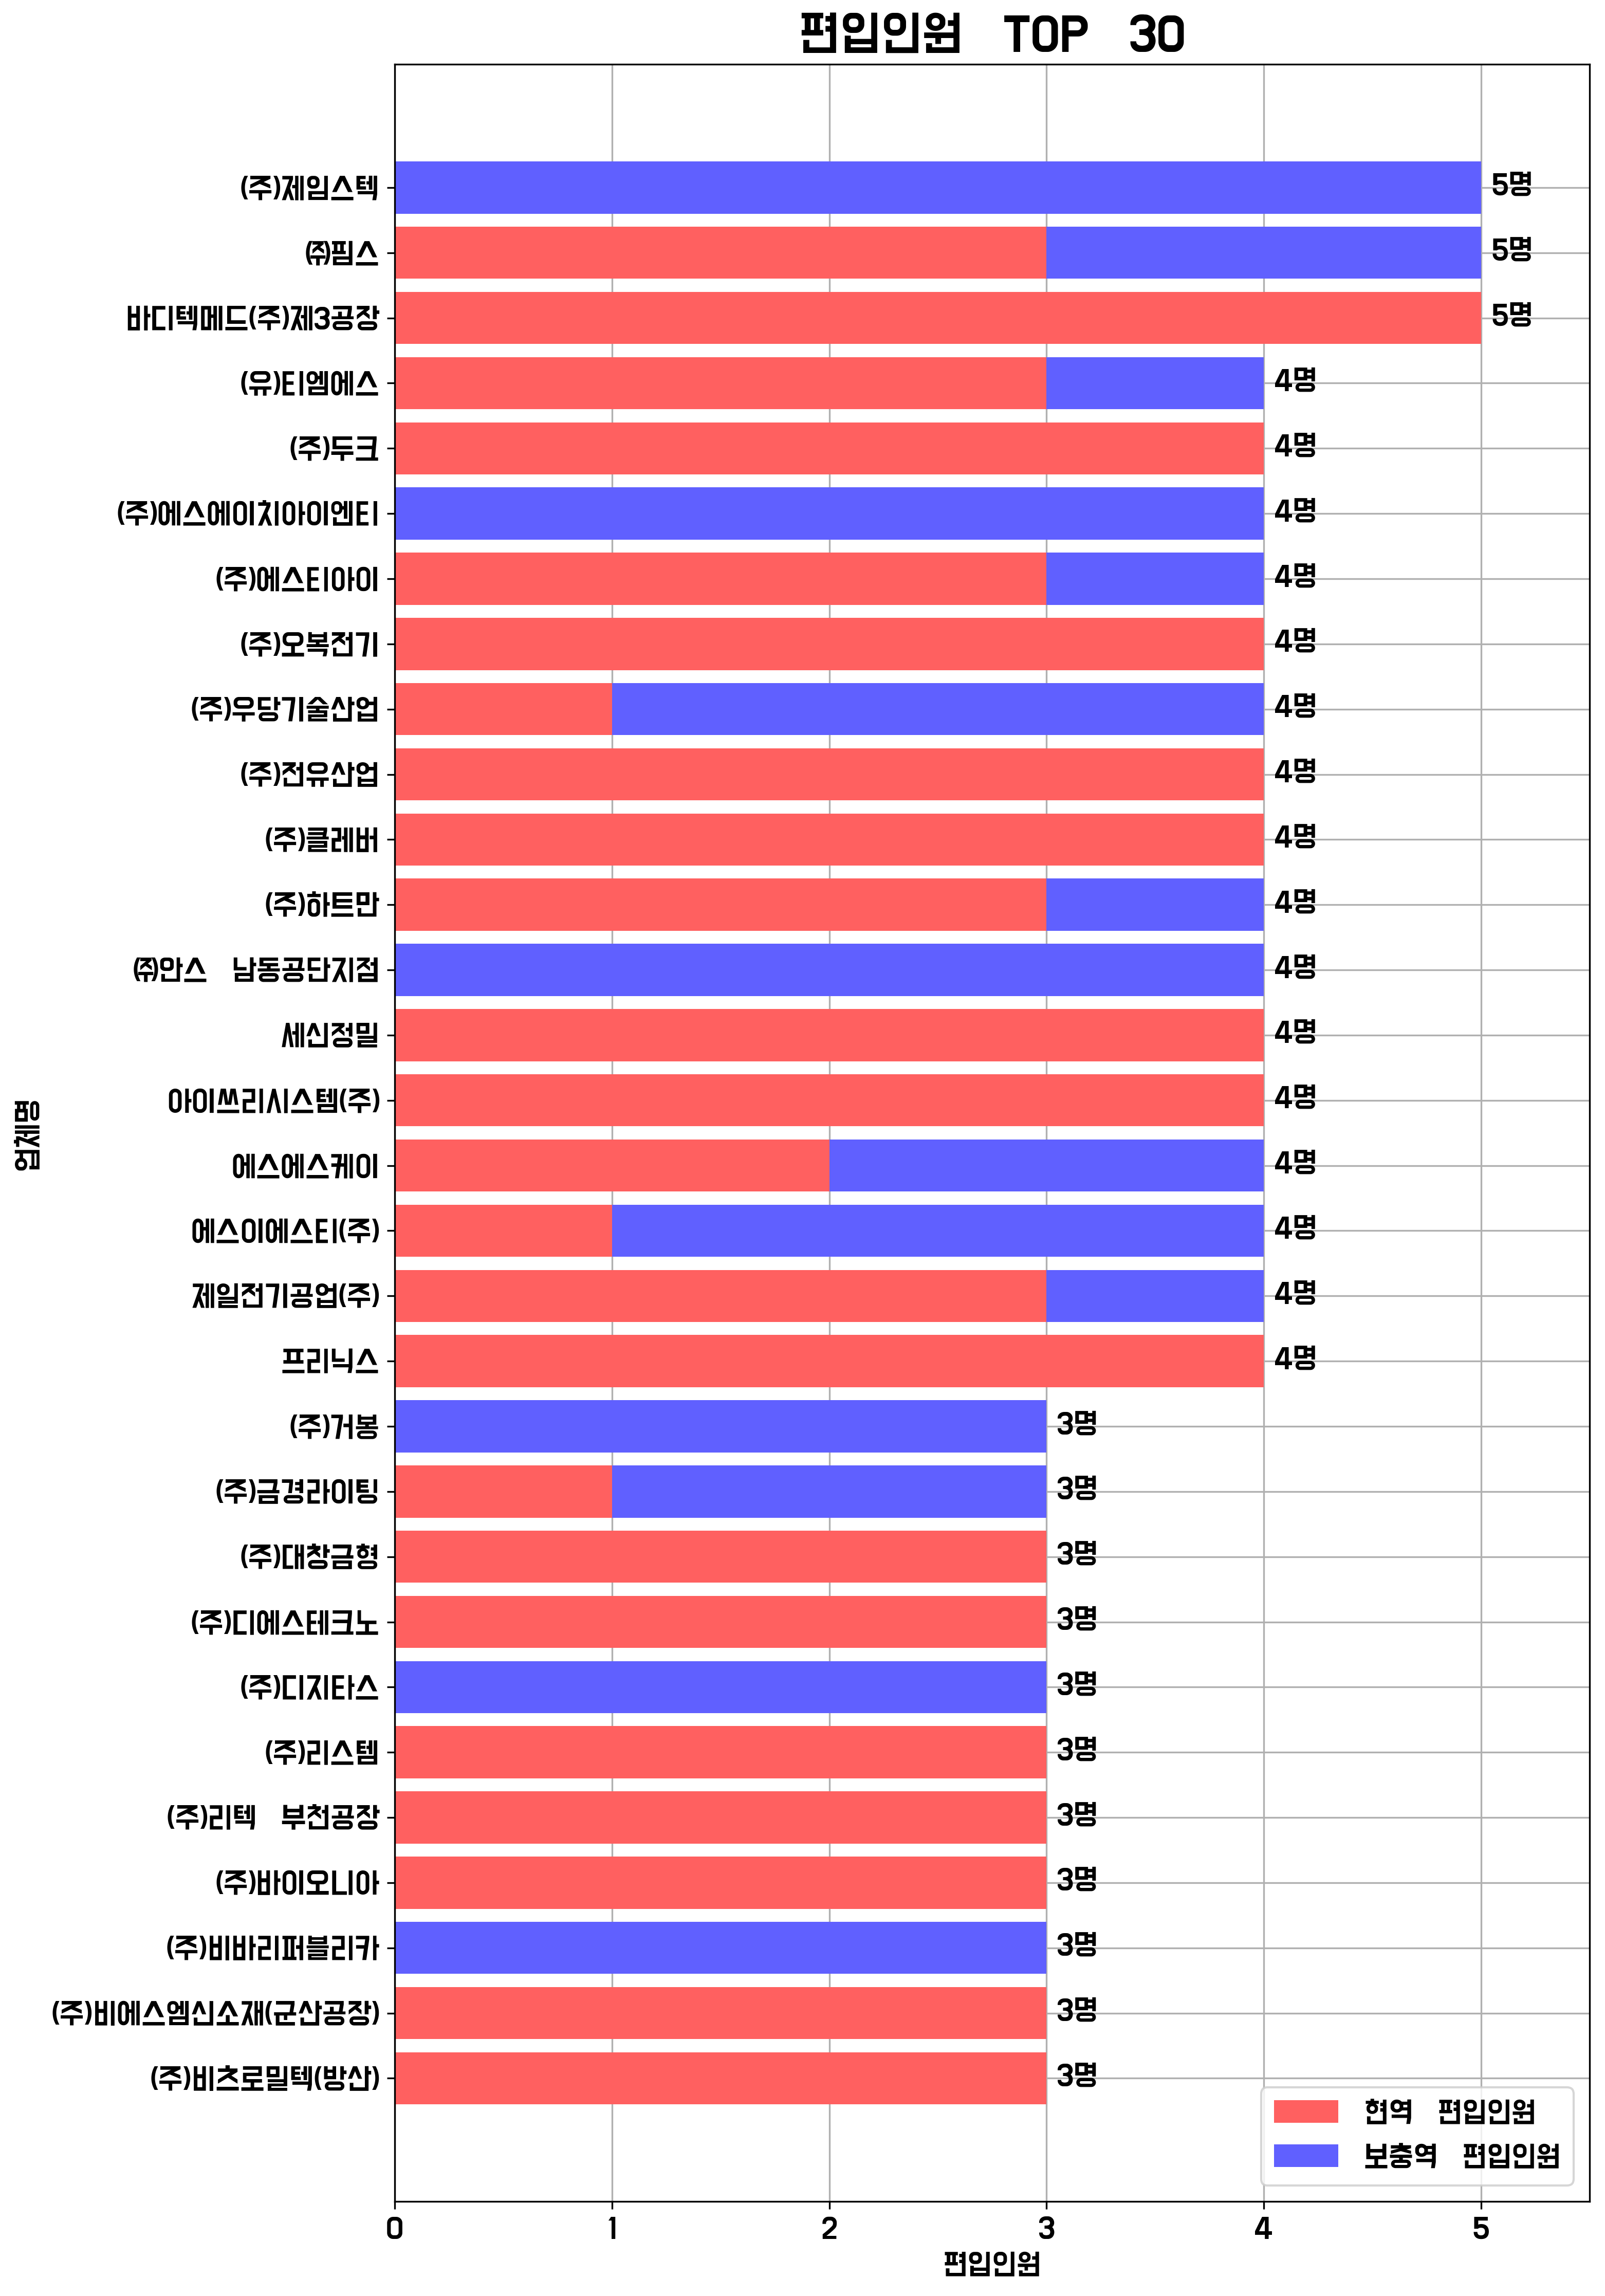 편입인원 TOP 30
(주)제임스텍 5명
㈜핌스 5명
바디텍메드(주)제3공장 5명
(유)티엠에스 4명
(주)두크 4명
(주)에스에이치아이엔티 4명
(주)에스티아이 4명
(주)오복전기 4명
(주)우당기술산업 4명
(주)전유산업 4명
(주)클레버 4명
(주)하트만 4명
㈜안스 남동공단지점 4명
세신정밀 4명
아이쓰리시스템(주) 4명
에스에스케이 4명
에스이에스티(주) 4명
제일전기공업(주) 4명
프리닉스 4명
(주)거봉 3명
(주)금경라이팅 3명
(주)대창금형 3명
(주)디에스테크노 3명
(주)디지타스 3명
(주)리스템 3명
(주)리텍 부천공장 3명
(주)바이오니아 3명
(주)비바리퍼블리카 3명
(주)비에스엠신소재(군산공장) 3명
(주)비츠로밀텍(방산) 3명
업체명
현역 편입인원
보충역 편입인원
0 1 2 3 4 5
편입인원